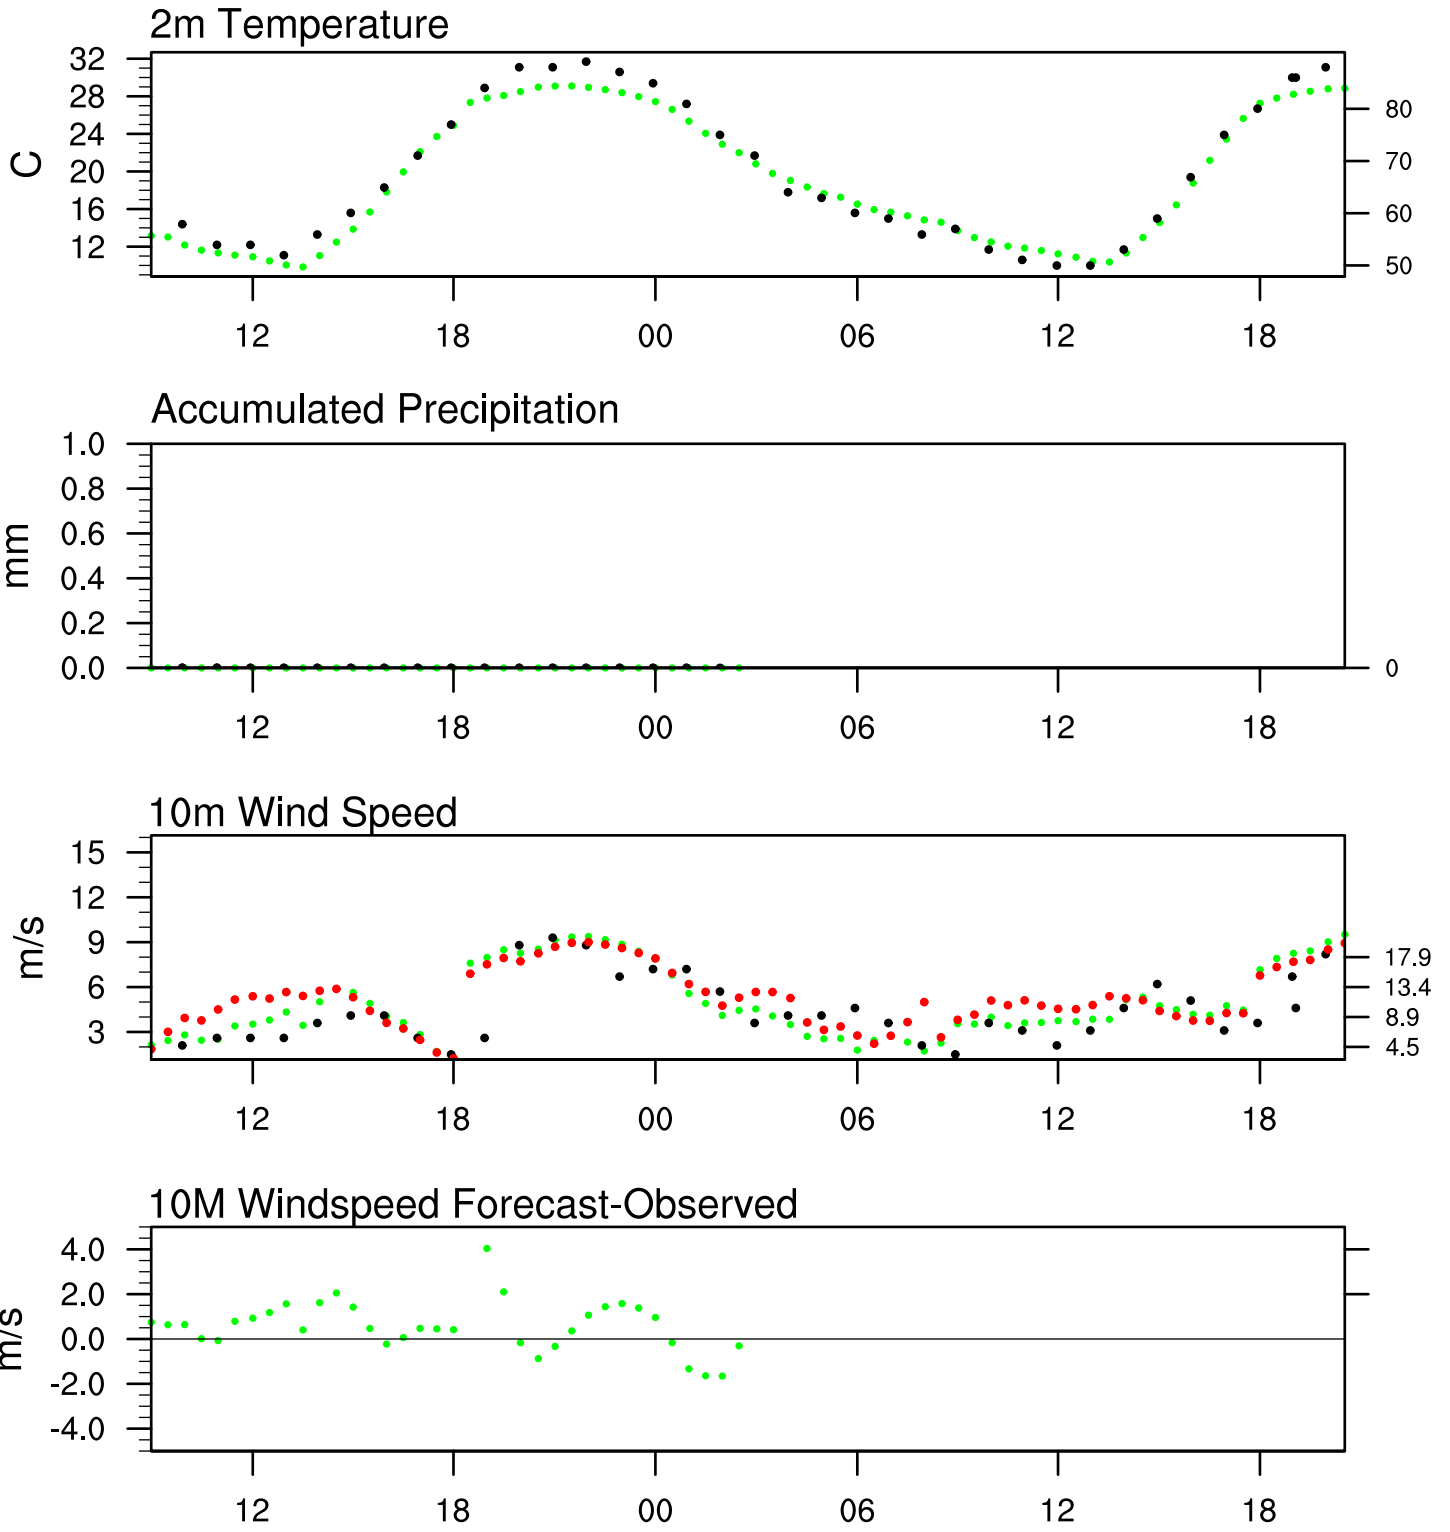 2m Temperature
32
28
24
20
16
12
C
80
70
60
50
12 18 00 06 12 18
Accumulated Precipitation
1.0
0.8
0.6
0.4
0.2
0.0
mm
0
12 18 00 06 12 18
10m Wind Speed
15
12
9
6
3
m/s
17.9
13.4
8.9
4.5
12 18 00 06 12 18
10M Windspeed Forecast-Observed
4.0
2.0
0.0
-2.0
-4.0
m/s
12 18 00 06 12 18